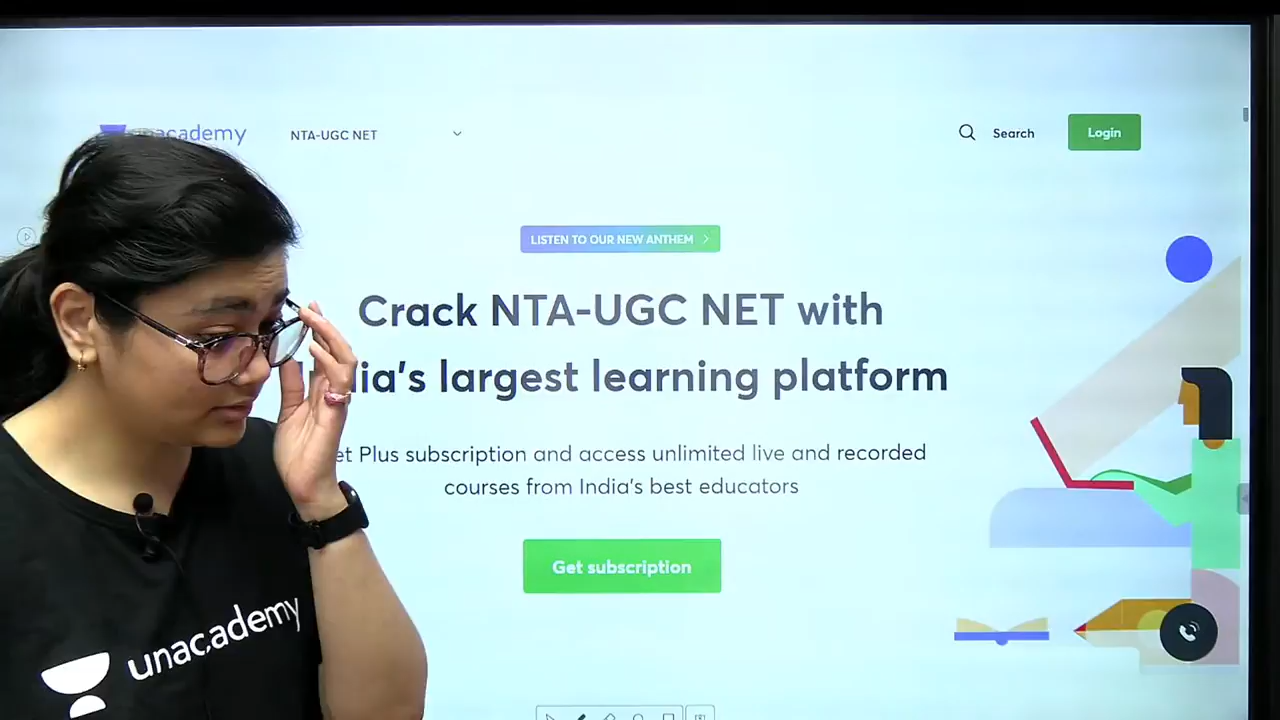 unacademy
NTA-UGC NET
Search
Login
LISTEN TO OUR NEW ANTHEM
Crack NTA-UGC NET with
India's largest learning platform
et Plus subscription and access unlimited live and recorded
courses from India's best educators
Get subscription
unacademy